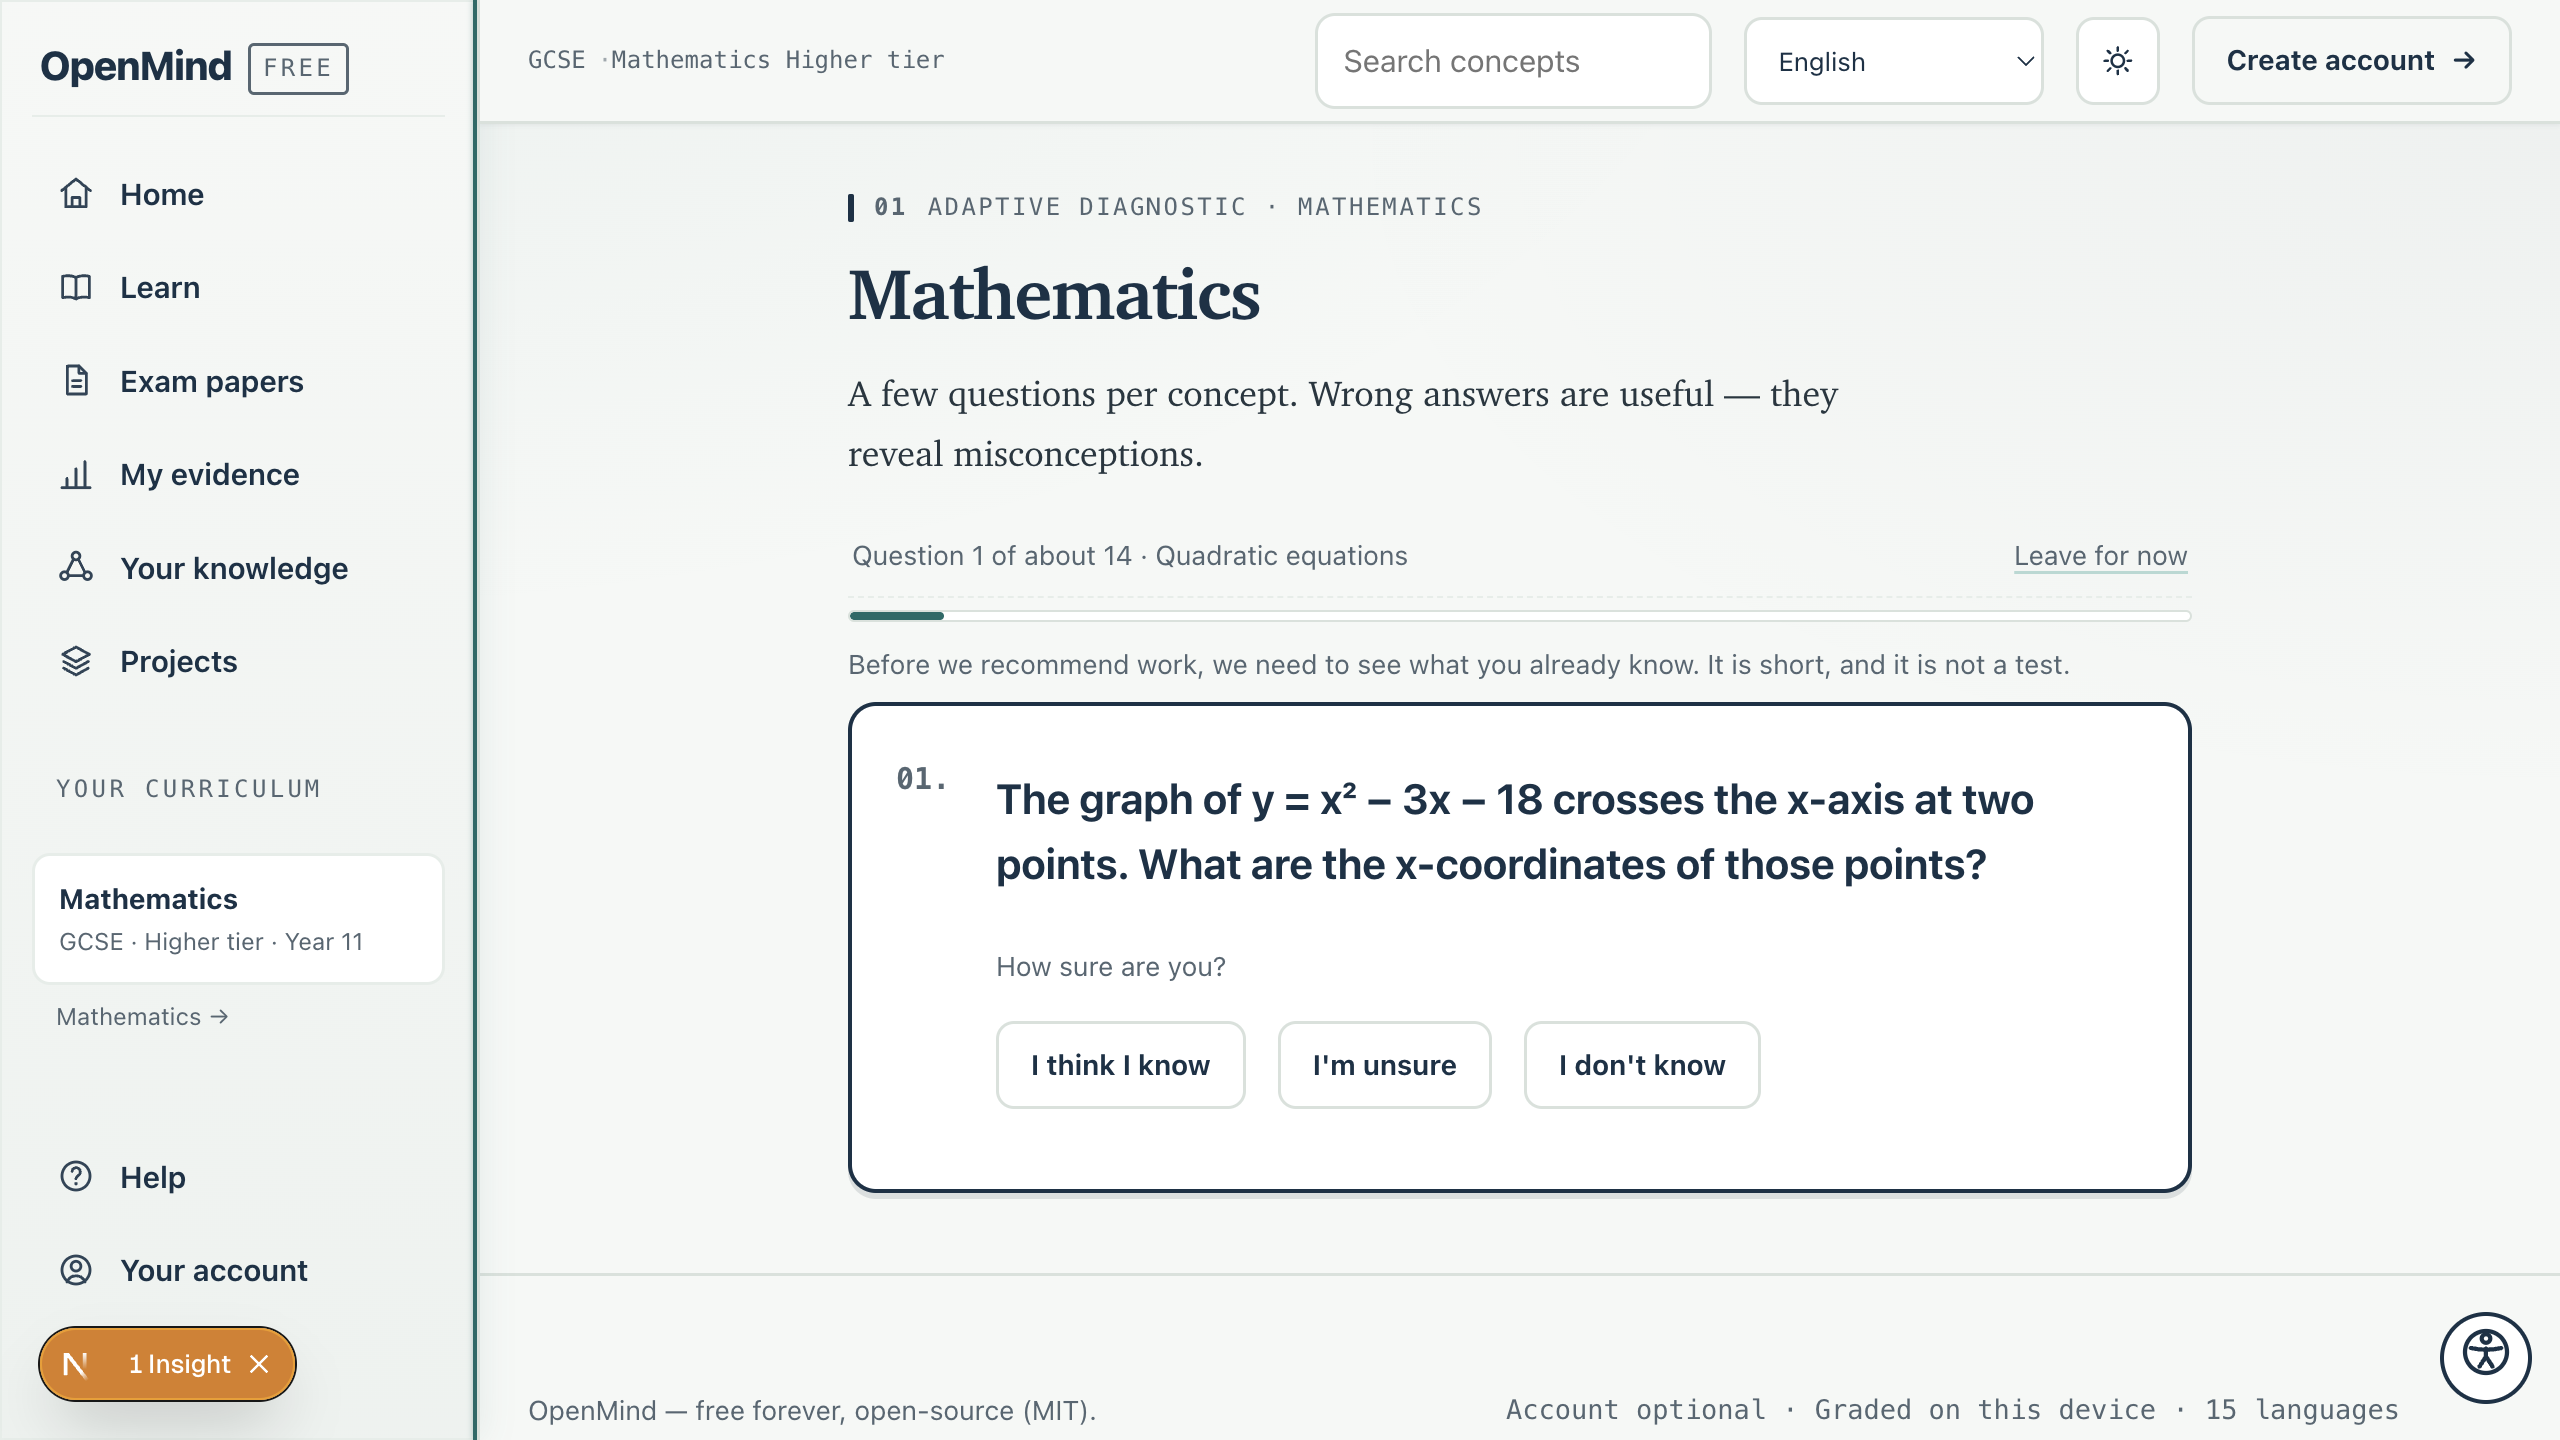 OpenMind FREE
Home
Learn
Exam papers
My evidence
Your knowledge
Projects
YOUR CURRICULUM
Mathematics
GCSE · Higher tier · Year 11
Mathematics →
Help
Your account
1 Insight
GCSE ·Mathematics Higher tier
Search concepts
English
Create account →
01 ADAPTIVE DIAGNOSTIC · MATHEMATICS
Mathematics
A few questions per concept. Wrong answers are useful — they
reveal misconceptions.
Question 1 of about 14 · Quadratic equations
Leave for now
Before we recommend work, we need to see what you already know. It is short, and it is not a test.
01.
The graph of y = x² − 3x − 18 crosses the x-axis at two
points. What are the x-coordinates of those points?
How sure are you?
I think I know
I'm unsure
I don't know
OpenMind — free forever, open-source (MIT).
Account optional · Graded on this device · 15 languages